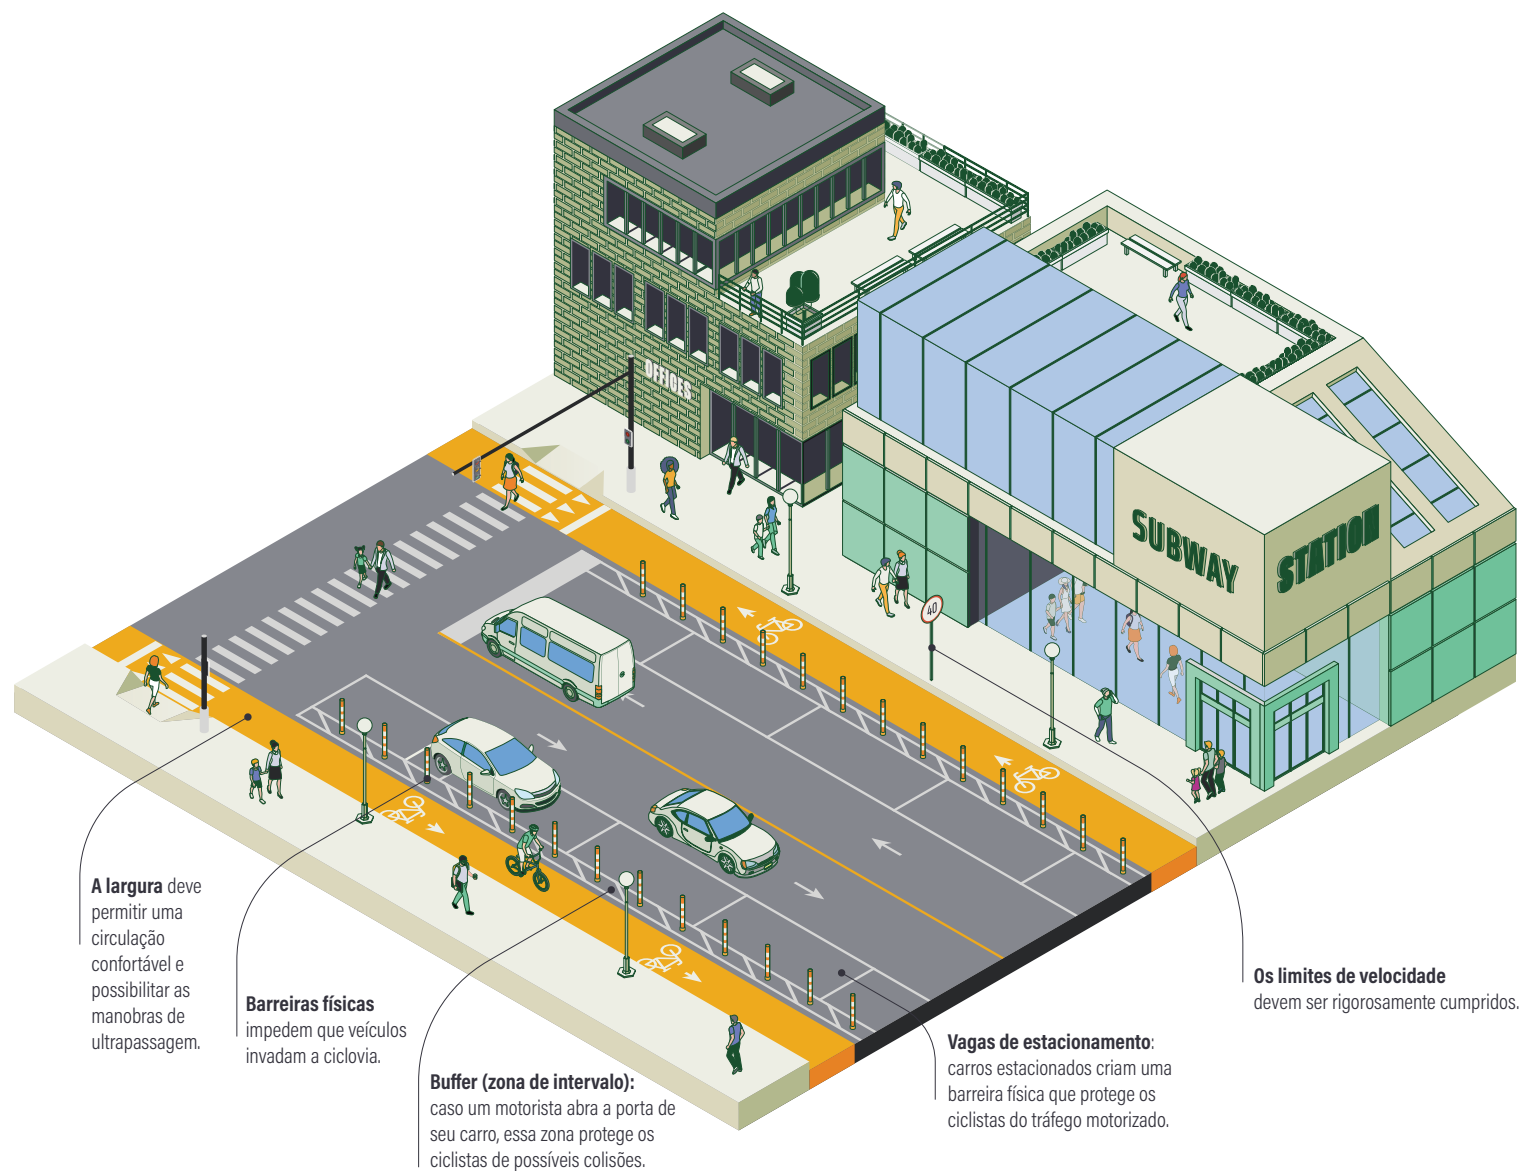 OFFICES
SUBWAY
STATION
40
A largura deve
permitir uma
circulação
confortável e
possibilitar as
manobras de
ultrapassagem.
Barreiras físicas
impedem que veículos
invadam a ciclovia.
Buffer (zona de intervalo):
caso um motorista abra a porta de
seu carro, essa zona protege os
ciclistas de possíveis colisões.
Vagas de estacionamento:
carros estacionados criam uma
barreira física que protege os
ciclistas do tráfego motorizado.
Os limites de velocidade
devem ser rigorosamente cumpridos.